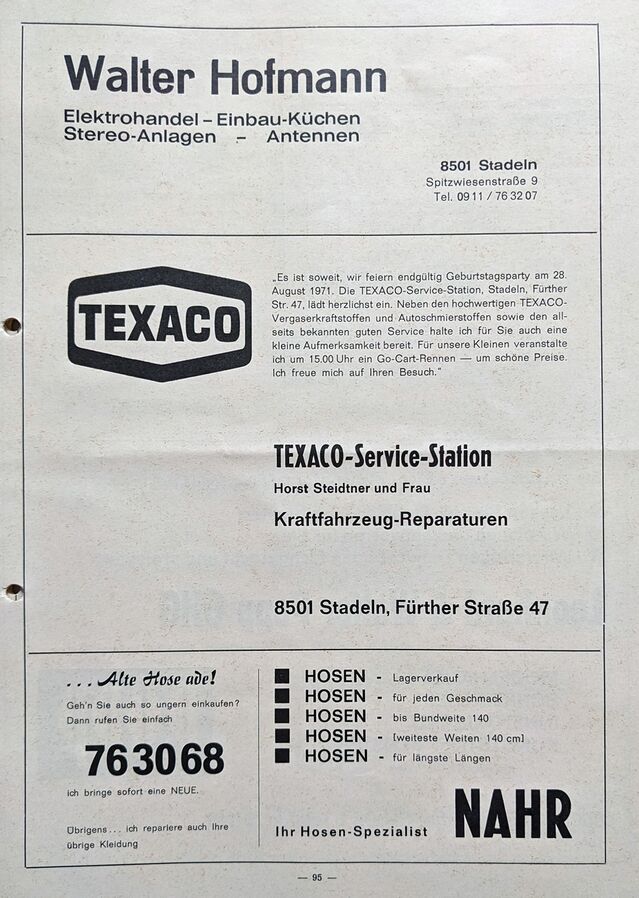 Walter Hofmann
Elektrohandel – Einbau-Küchen
Stereo-Anlagen – Antennen
8501 Stadeln
Spitzwiesenstraße 9
Tel. 09 11 / 76 32 07
TEXACO
„Es ist soweit, wir feiern endgültig Geburtstagsparty am 28.
August 1971. Die TEXACO-Service-Station, Stadeln, Fürther
Str. 47, lädt herzlichst ein. Neben den hochwertigen TEXACO-
Vergaserkraftstoffen und Autoschmierstoffen sowie den all-
seits bekannten guten Service halte ich für Sie auch eine
kleine Aufmerksamkeit bereit. Für unsere Kleinen veranstalte
ich um 15.00 Uhr ein Go-Cart-Rennen — um schöne Preise.
Ich freue mich auf Ihren Besuch."
TEXACO-Service-Station
Horst Steidtner und Frau
Kraftfahrzeug-Reparaturen
8501 Stadeln, Fürther Straße 47
. . . Alte Hose ade!
Geh'n Sie auch so ungern einkaufen?
Dann rufen Sie einfach
76 30 68
ich bringe sofort eine NEUE.
Übrigens . . . ich repariere auch Ihre
übrige Kleidung
■ HOSEN - Lagerverkauf
■ HOSEN - für jeden Geschmack
■ HOSEN - bis Bundweite 140
■ HOSEN - [weiteste Weiten 140 cm]
■ HOSEN - für längste Längen
Ihr Hosen-Spezialist NAHR
— 95 —